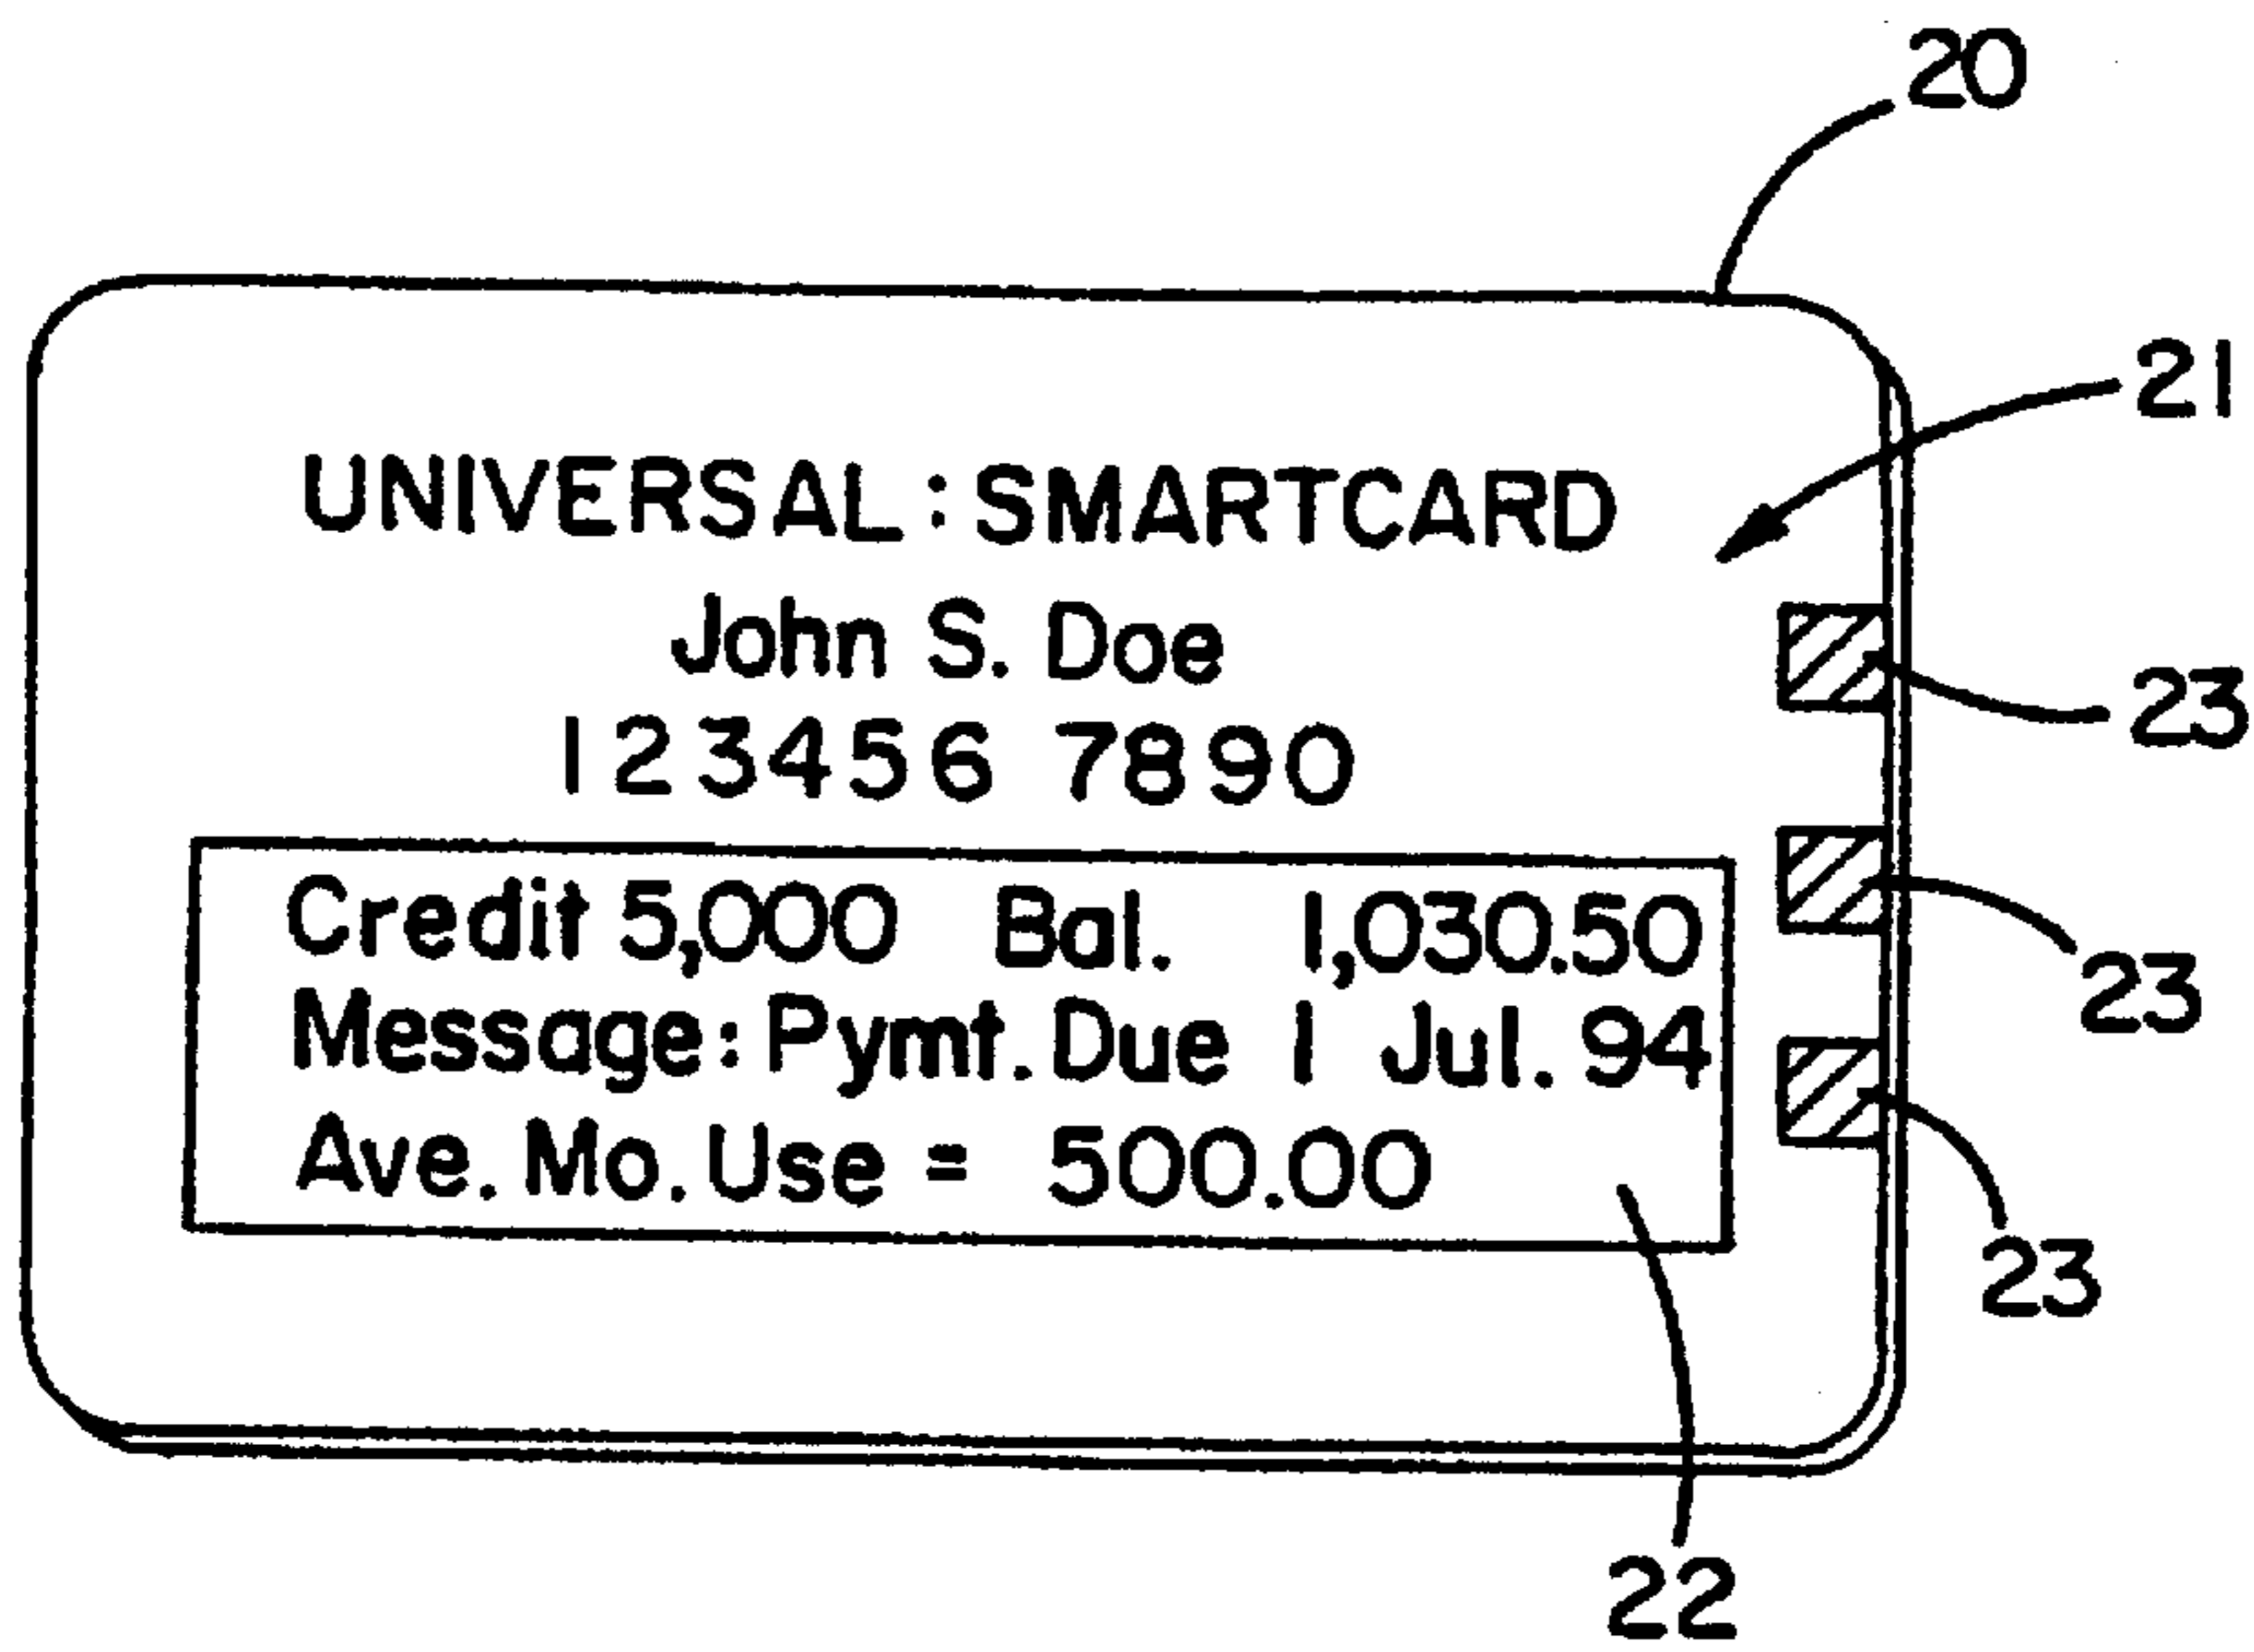 20
21
UNIVERSAL:SMARTCARD
John S. Doe
123456 7890
23
Credit 5,000 Bal. 1,030.50
23
Message: Pymt. Due 1 Jul. 94
Ave. Mo. Use = 500.00
23
22